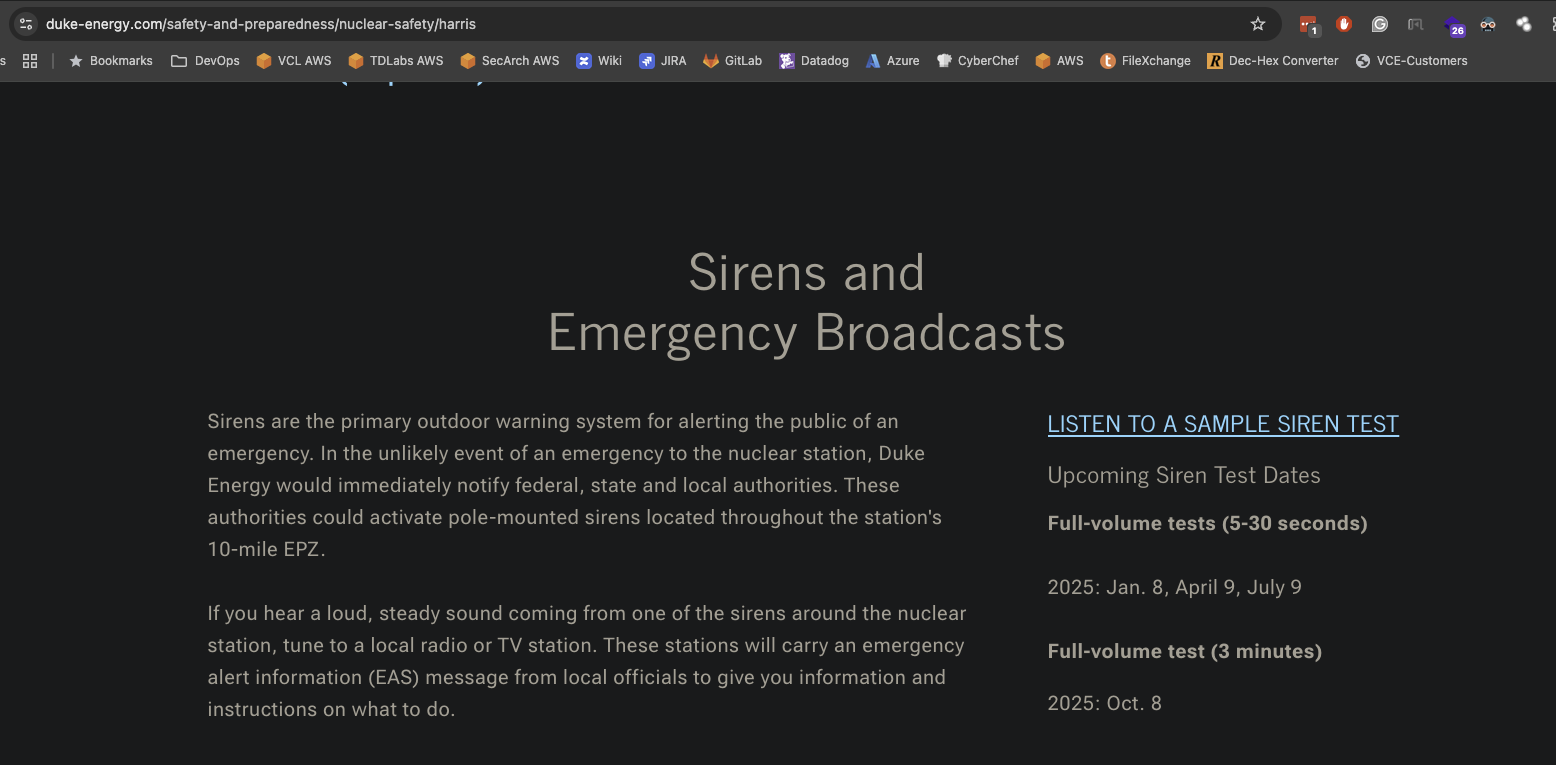 duke-energy.com/safety-and-preparedness/nuclear-safety/harris
1
26
s
Bookmarks
DevOps
VCL AWS
TDLabs AWS
SecArch AWS
Wiki
JIRA
GitLab
Datadog
Azure
CyberChef
AWS
FileXchange
Dec-Hex Converter
VCE-Customers
Sirens and
Emergency Broadcasts
Sirens are the primary outdoor warning system for alerting the public of an
emergency. In the unlikely event of an emergency to the nuclear station, Duke
Energy would immediately notify federal, state and local authorities. These
authorities could activate pole-mounted sirens located throughout the station's
10-mile EPZ.
If you hear a loud, steady sound coming from one of the sirens around the nuclear
station, tune to a local radio or TV station. These stations will carry an emergency
alert information (EAS) message from local officials to give you information and
instructions on what to do.
LISTEN TO A SAMPLE SIREN TEST
Upcoming Siren Test Dates
Full-volume tests (5-30 seconds)
2025: Jan. 8, April 9, July 9
Full-volume test (3 minutes)
2025: Oct. 8